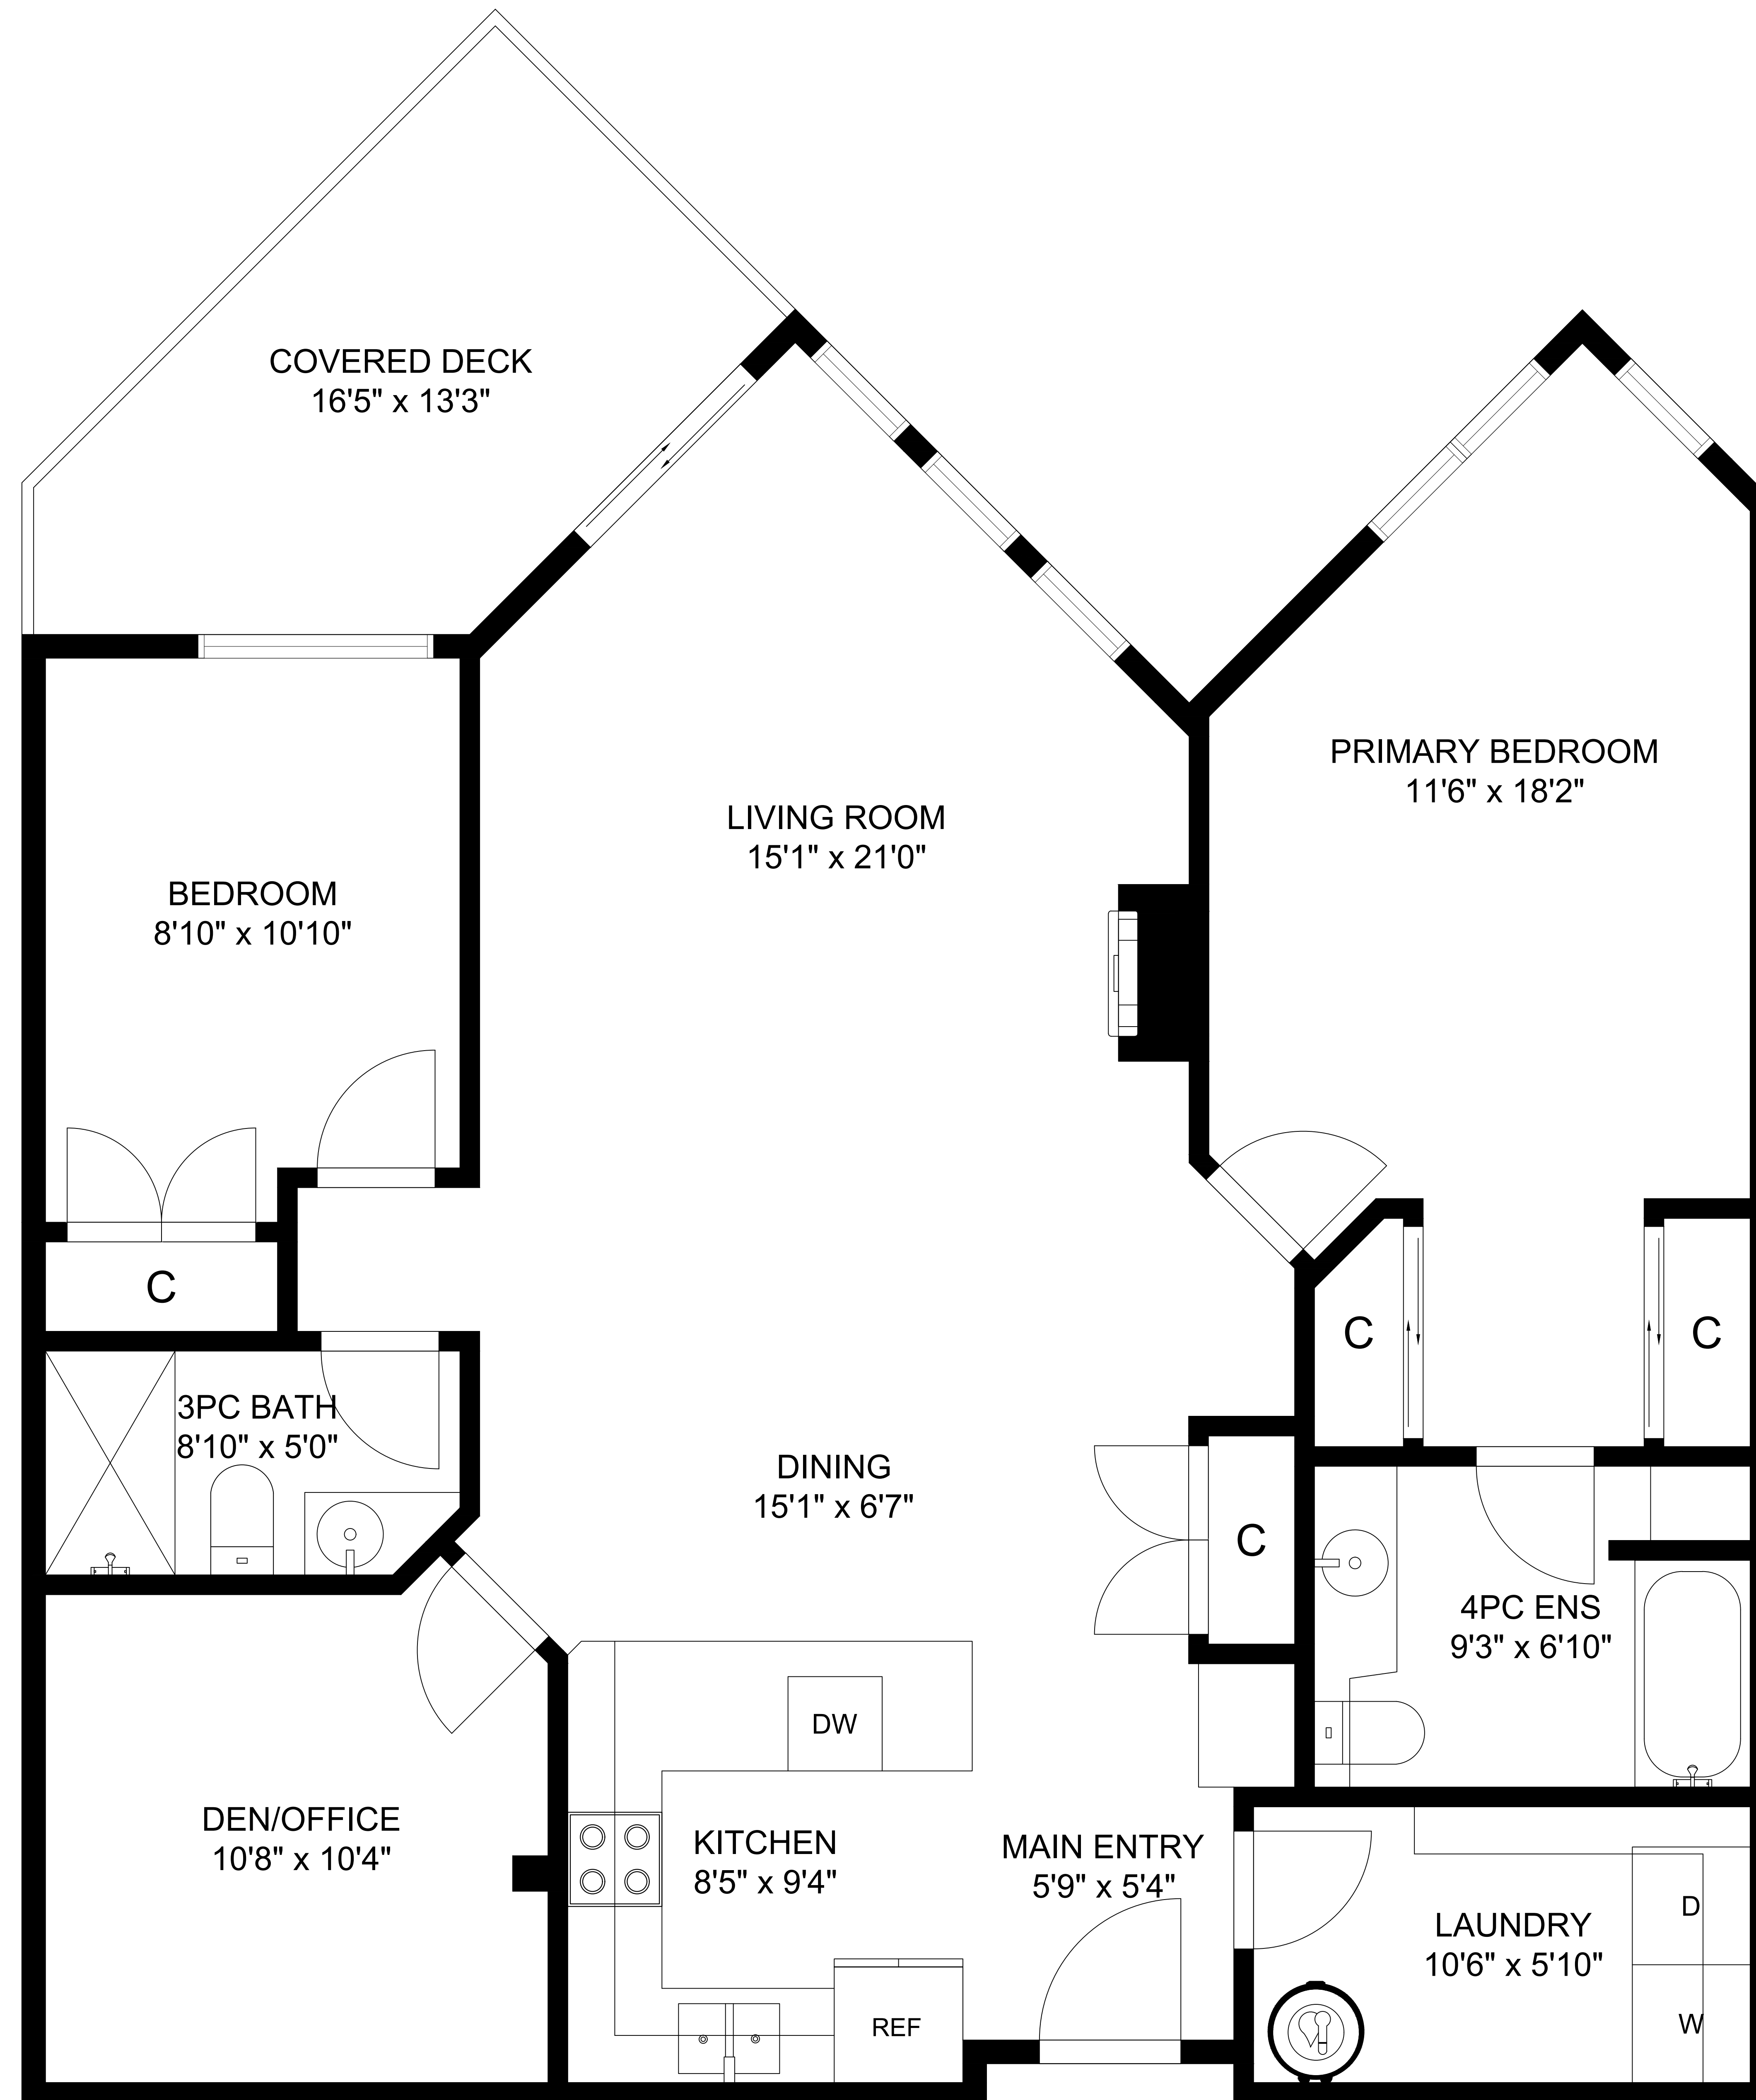 COVERED DECK
16'5" x 13'3"
PRIMARY BEDROOM
11'6" x 18'2"
LIVING ROOM
15'1" x 21'0"
BEDROOM
8'10" x 10'10"
C
C
C
3PC BATH
8'10" x 5'0"
DINING
15'1" x 6'7"
C
4PC ENS
9'3" x 6'10"
DW
DEN/OFFICE
10'8" x 10'4"
KITCHEN
8'5" x 9'4"
MAIN ENTRY
5'9" x 5'4"
LAUNDRY
10'6" x 5'10"
D
W
REF